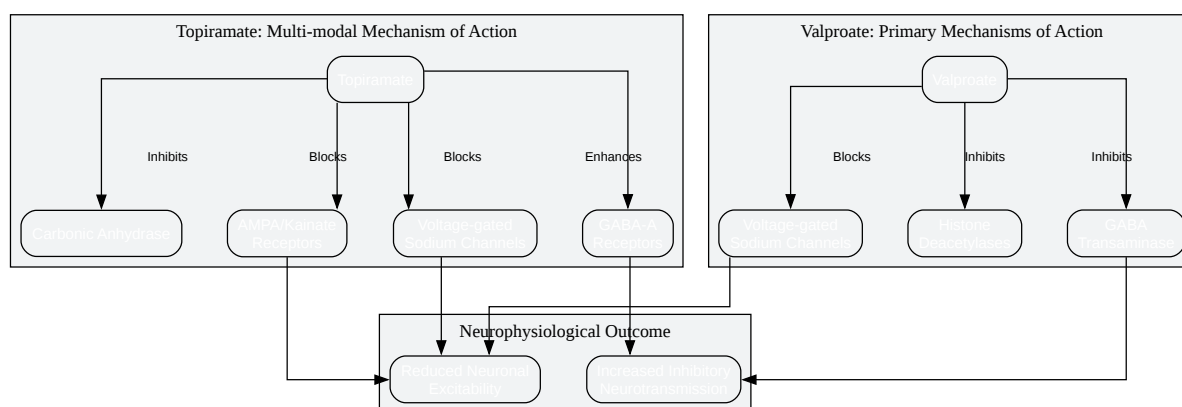 Topiramate: Multi-modal Mechanism of Action
Valproate: Primary Mechanisms of Action
Topiramate
Valproate
Inhibits
Blocks
Blocks
Enhances
Blocks
Inhibits
Inhibits
Carbonic Anhydrase
AMPA/Kainate
Receptors
Voltage-gated
Sodium Channels
GABA-A
Receptors
Voltage-gated
Sodium Channels
Histone
Deacetylases
GABA
Transaminase
Neurophysiological Outcome
Reduced Neuronal
Excitability
Increased Inhibitory
Neurotransmission